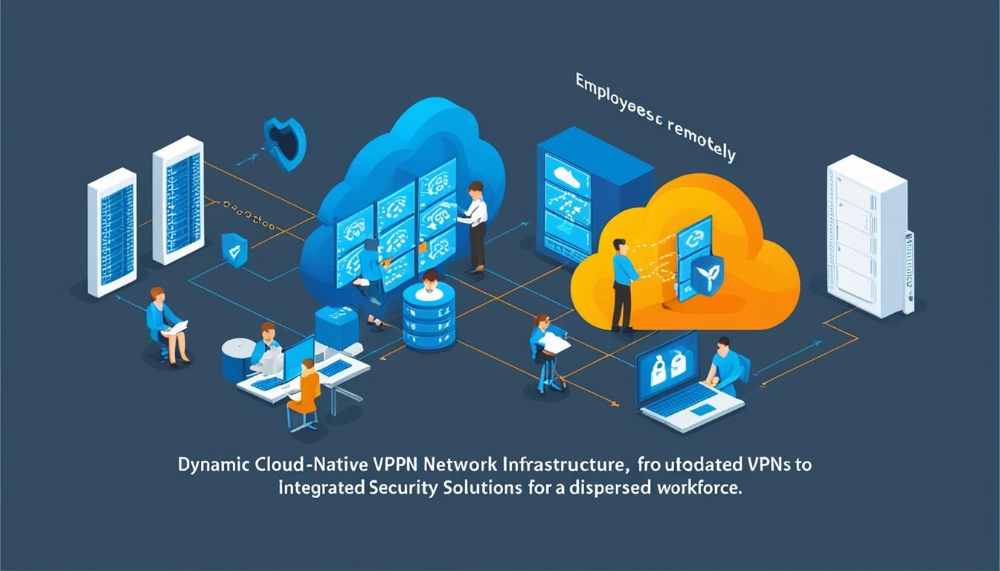 Employeesc remotely
Dynamic Cloud-Native VPPN Network Infrastructure, fro utodated VPNs to
Integrated Security Solutions for a dispersed workforce.